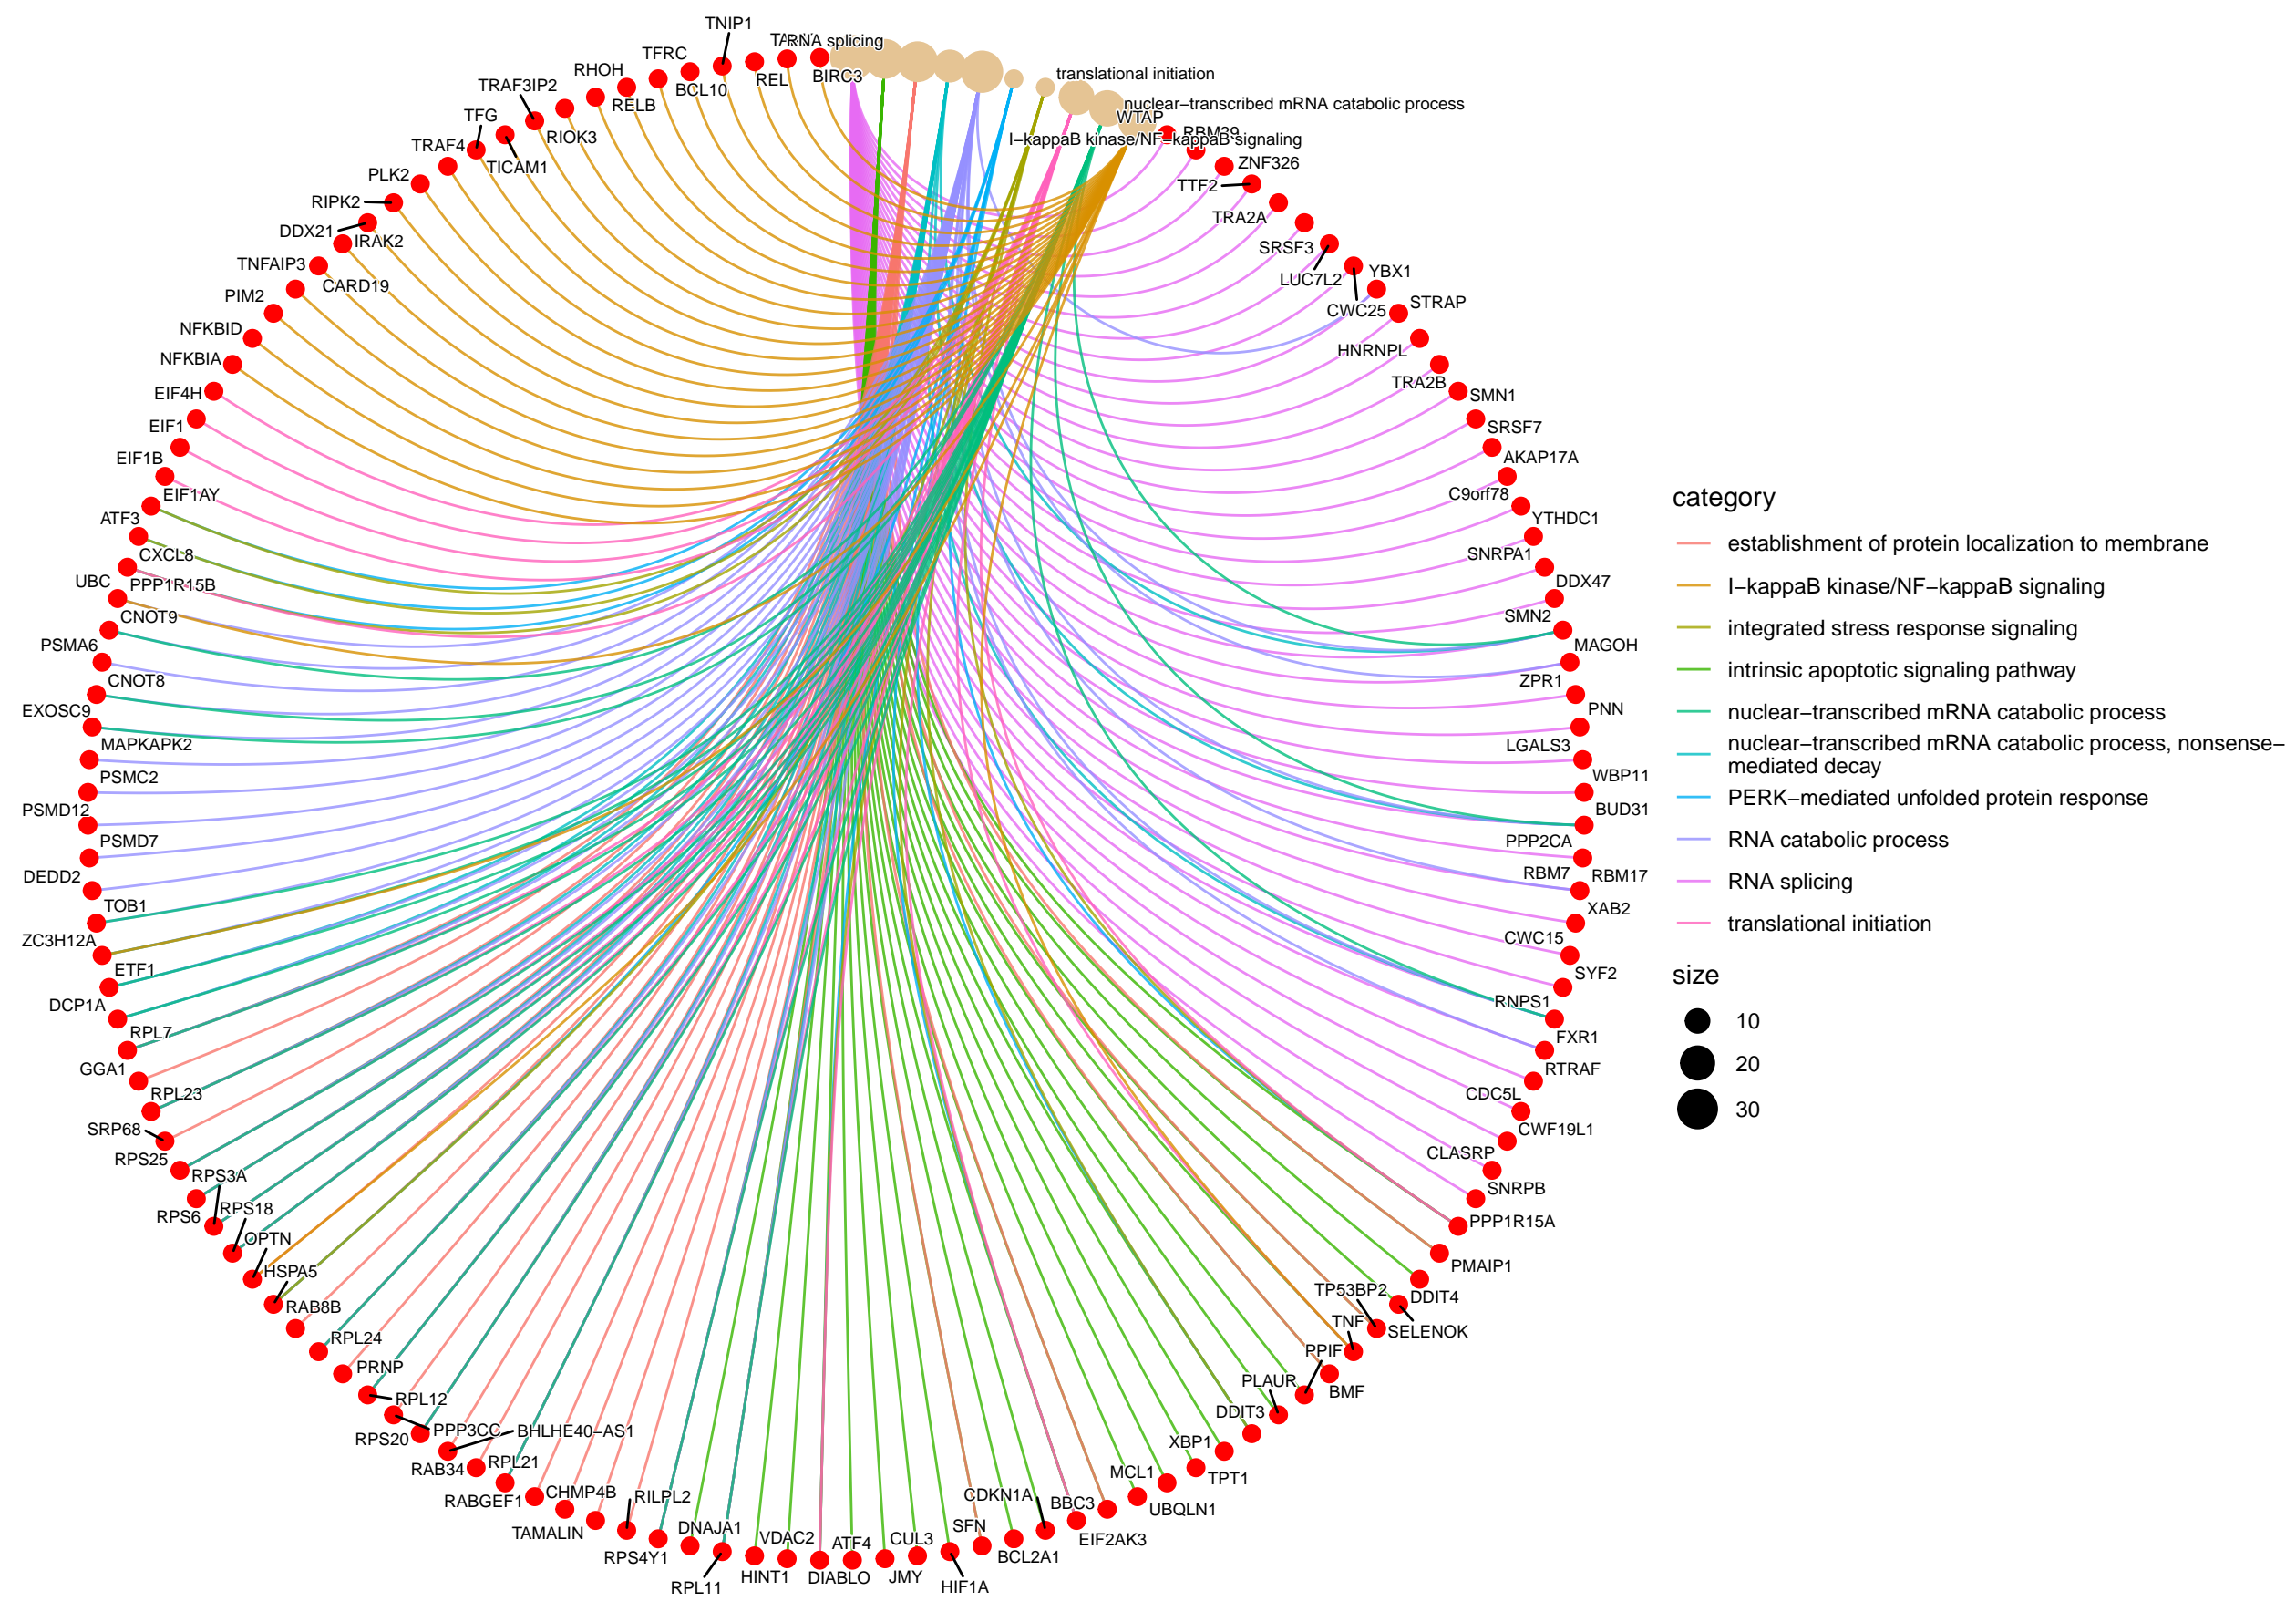 TNIP1
TFRC
RNA splicing
RHOH
BCL10
REL
BIRC3
translational initiation
TRAF3IP2
RELB
nuclear−transcribed mRNA catabolic process
WTAP
TFG
RIOK3
RBM39
I−kappaB kinase/NF−kappaB signaling
TRAF4
TICAM1
ZNF326
PLK2
TTF2
RIPK2
TRA2A
DDX21
IRAK2
SRSF3
TNFAIP3
CARD19
LUC7L2
YBX1
PIM2
CWC25
STRAP
NFKBID
HNRNPL
NFKBIA
TRA2B
EIF4H
SMN1
EIF1
SRSF7
EIF1B
AKAP17A
EIF1AY
C9orf78
ATF3
YTHDC1
CXCL8
SNRPA1
UBC
PPP1R15B
DDX47
CNOT9
SMN2
PSMA6
MAGOH
CNOT8
ZPR1
EXOSC9
PNN
MAPKAPK2
LGALS3
PSMC2
WBP11
PSMD12
BUD31
PSMD7
PPP2CA
DEDD2
RBM7
RBM17
TOB1
XAB2
ZC3H12A
CWC15
ETF1
SYF2
DCP1A
RNPS1
RPL7
FXR1
GGA1
RTRAF
RPL23
CDC5L
SRP68
CWF19L1
RPS25
CLASRP
RPS3A
SNRPB
RPS6
RPS18
PPP1R15A
OPTN
PMAIP1
HSPA5
TP53BP2
DDIT4
RAB8B
TNF
SELENOK
RPL24
PPIF
PRNP
PLAUR
BMF
RPL12
DDIT3
PPP3CC
BHLHE40−AS1
RPS20
XBP1
RAB34
RPL21
MCL1
TPT1
RABGEF1
CHMP4B
RILPL2
CDKN1A
BBC3
UBQLN1
TAMALIN
DNAJA1
VDAC2
ATF4
CUL3
SFN
EIF2AK3
RPS4Y1
BCL2A1
RPL11
HINT1
DIABLO
JMY
HIF1A
category
establishment of protein localization to membrane
I−kappaB kinase/NF−kappaB signaling
integrated stress response signaling
intrinsic apoptotic signaling pathway
nuclear−transcribed mRNA catabolic process
nuclear−transcribed mRNA catabolic process, nonsense−
mediated decay
PERK−mediated unfolded protein response
RNA catabolic process
RNA splicing
translational initiation
size
10
20
30